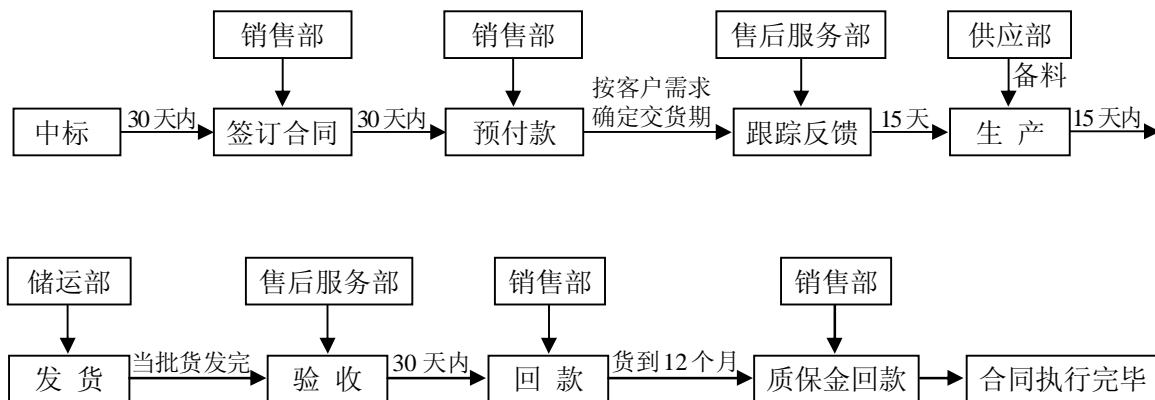 销售部
销售部
售后服务部
供应部
备料
按客户需求
确定交货期
中标
30天内
签订合同
30天内
预付款
跟踪反馈
15天
生 产
15天内
储运部
售后服务部
销售部
销售部
发 货
当批货发完
验 收
30天内
回 款
货到12个月
质保金回款
合同执行完毕